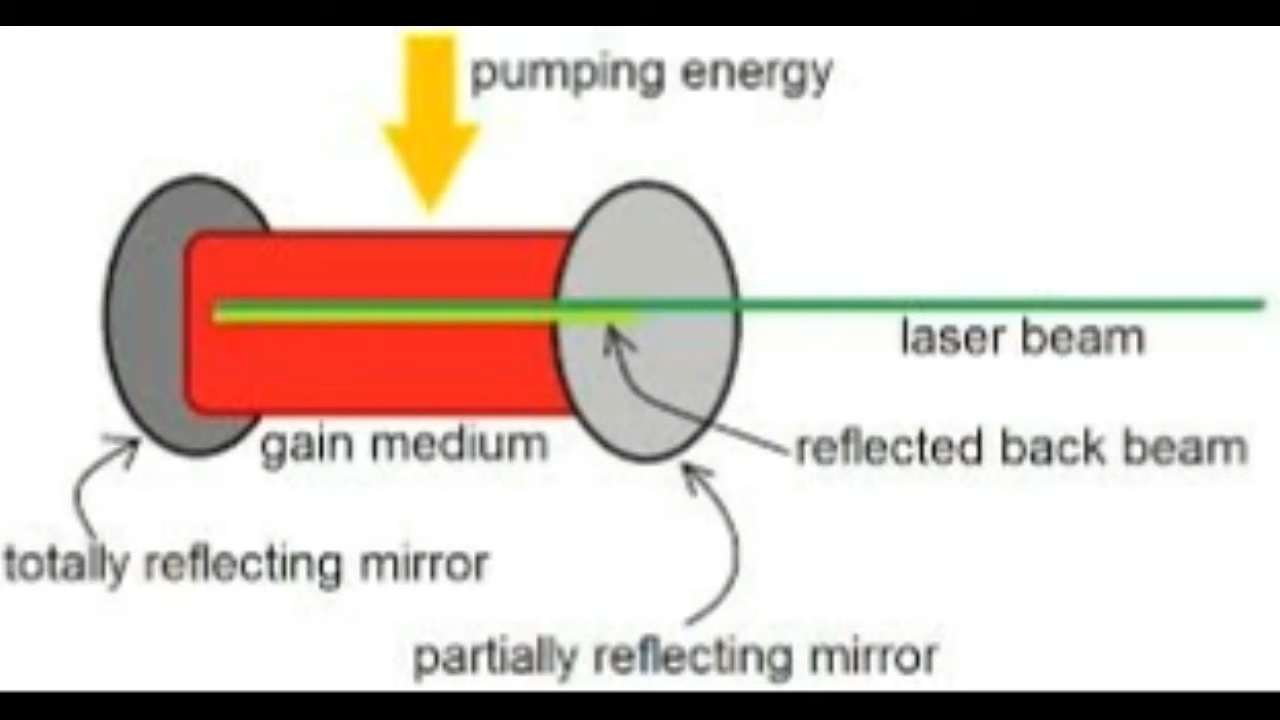 pumping energy
laser beam
gain medium
reflected back beam
totally reflecting mirror
partially reflecting mirror